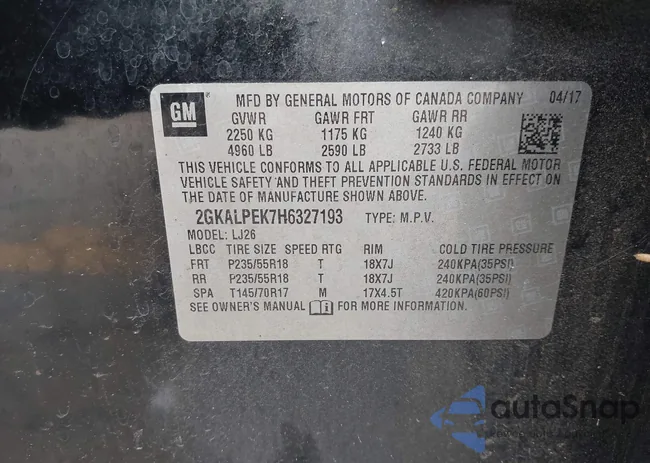 GM
MFD BY GENERAL MOTORS OF CANADA COMPANY 04/17
GVWR GAWR FRT GAWR RR
2250 KG 1175 KG 1240 KG
4960 LB 2590 LB 2733 LB
THIS VEHICLE CONFORMS TO ALL APPLICABLE U.S. FEDERAL MOTOR
VEHICLE SAFETY AND THEFT PREVENTION STANDARDS IN EFFECT ON
THE DATE OF MANUFACTURE SHOWN ABOVE.
2GKALPEK7H6327193 TYPE: M.P.V.
MODEL: LJ26
LBCC TIRE SIZE SPEED RTG RIM COLD TIRE PRESSURE
FRT P235/55R18 T 18X7J 240KPA(35PSI)
RR P235/55R18 T 18X7J 240KPA(35PSI)
SPA T145/70R17 M 17X4.5T 420KPA(60PSI)
SEE OWNER'S MANUAL FOR MORE INFORMATION.
autoSnap